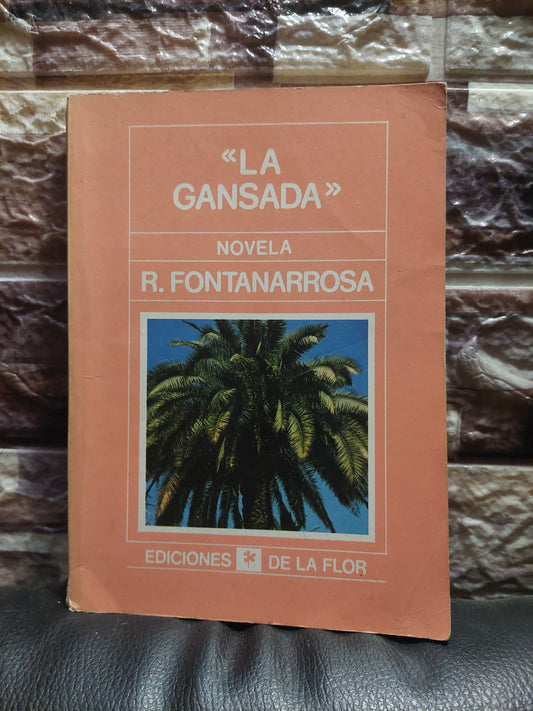 «LA
GANSADA»
NOVELA
R. FONTANARROSA
EDICIONES DE LA FLOR